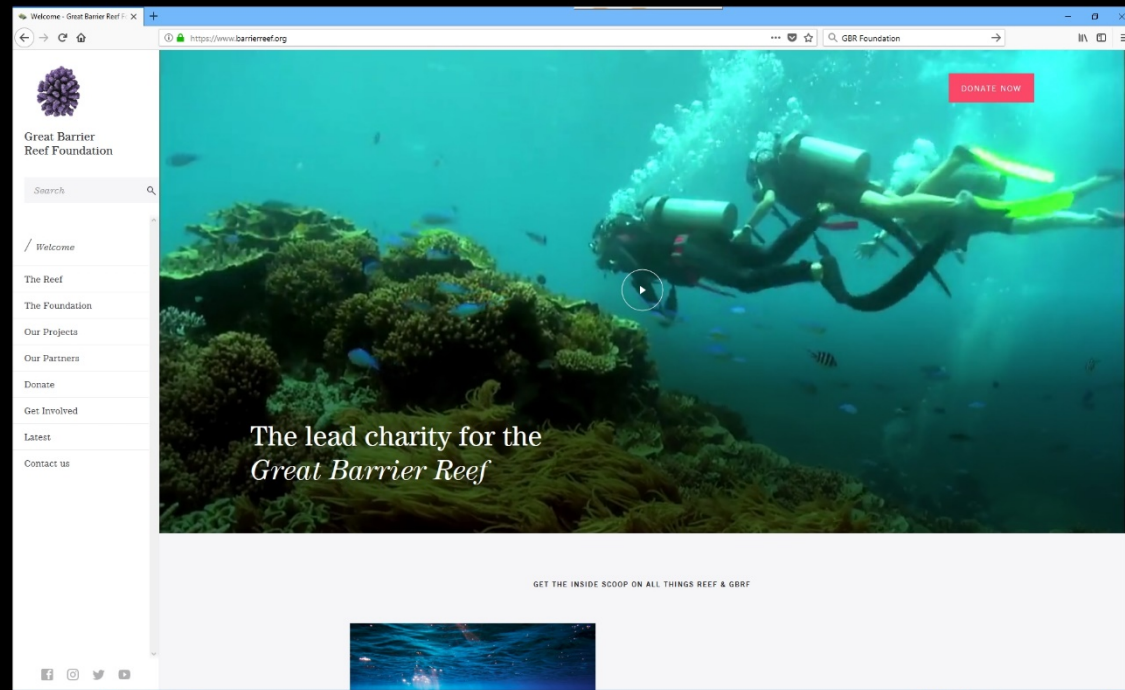 Welcome - Great Barrier Reef F
https://www.barrierreef.org
GBR Foundation
Great Barrier
Reef Foundation
Search
/ Welcome
The Reef
The Foundation
Our Projects
Our Partners
Donate
Get Involved
Latest
Contact us
DONATE NOW
The lead charity for the
Great Barrier Reef
GET THE INSIDE SCOOP ON ALL THINGS REEF & GBRF